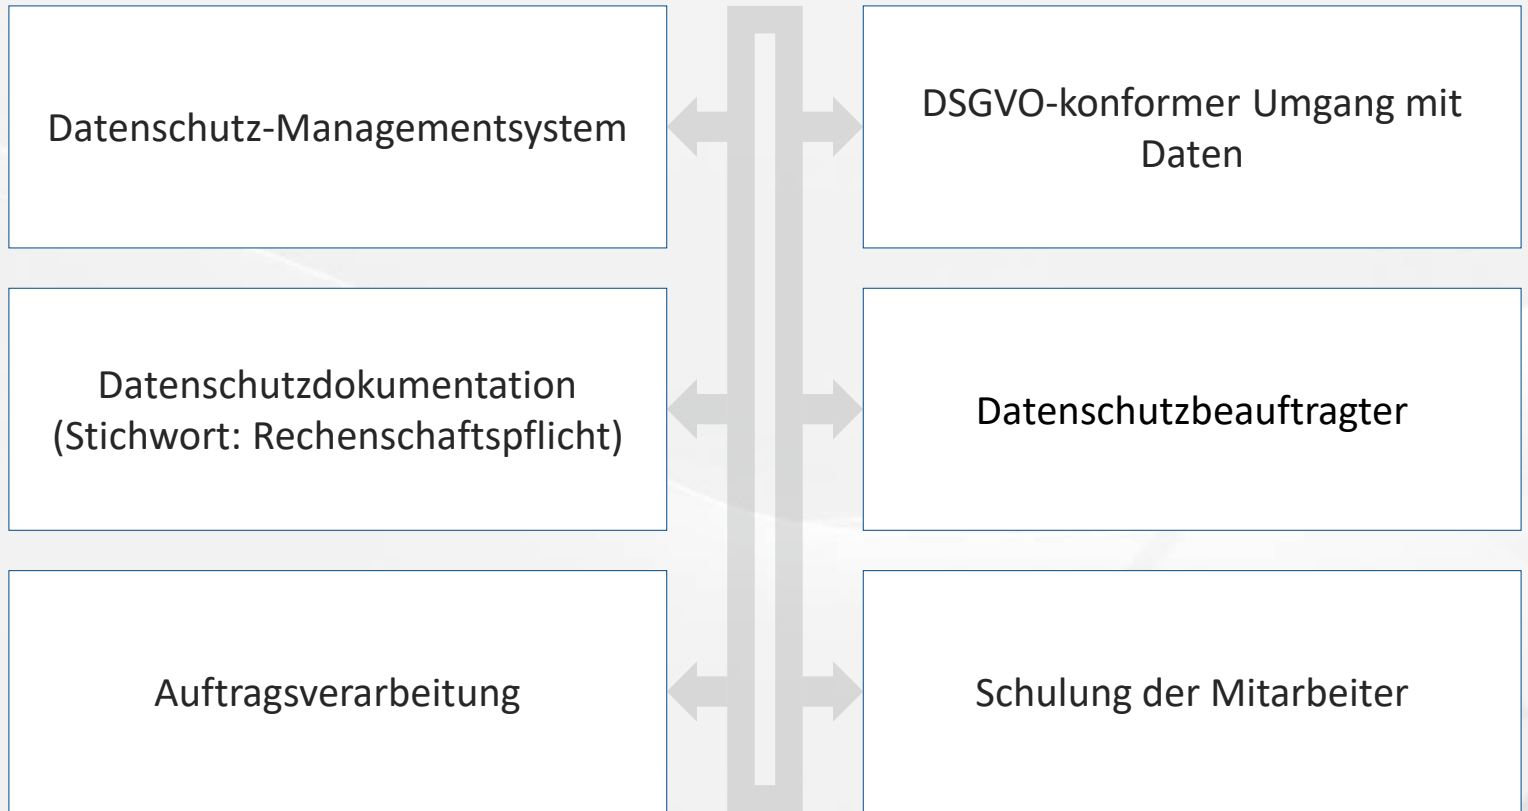 Datenschutz-Managementsystem
DSGVO-konformer Umgang mit
Daten
Datenschutzdokumentation
(Stichwort: Rechenschaftspflicht)
Datenschutzbeauftragter
Auftragsverarbeitung
Schulung der Mitarbeiter